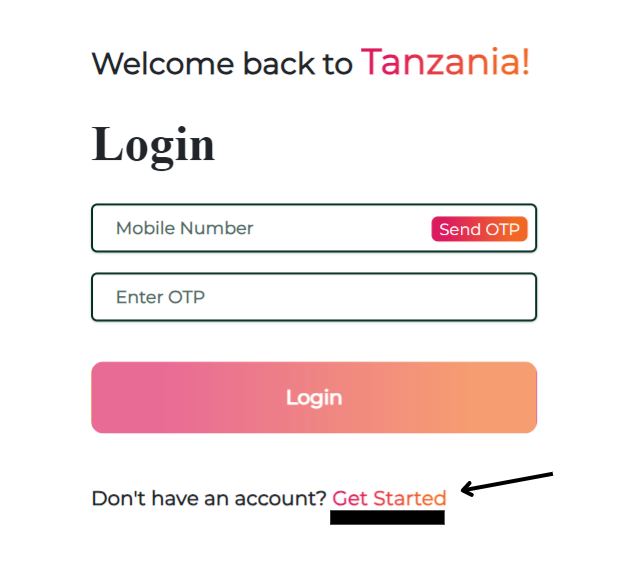 Welcome back to Tanzania!
Login
Mobile Number Send OTP
Enter OTP
Login
Don't have an account? Get Started